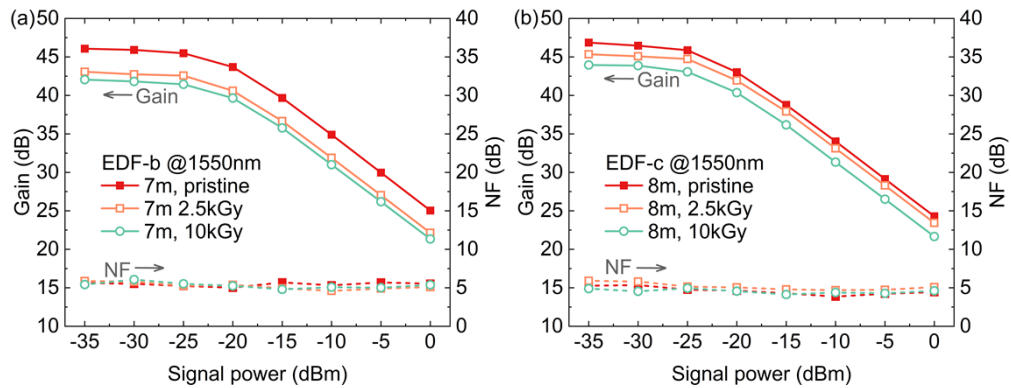 (a)
50
45
40
35
30
25
20
15
10
Gain (dB)
40
35
30
25
20
15
10
5
0
NF (dB)
Gain
EDF-b @1550nm
7m, pristine
7m 2.5kGy
7m, 10kGy
NF
-35 -30 -25 -20 -15 -10 -5 0
Signal power (dBm)
(b)
50
45
40
35
30
25
20
15
10
Gain (dB)
40
35
30
25
20
15
10
5
0
NF (dB)
Gain
EDF-c @1550nm
8m, pristine
8m, 2.5kGy
8m, 10kGy
NF
-35 -30 -25 -20 -15 -10 -5 0
Signal power (dBm)